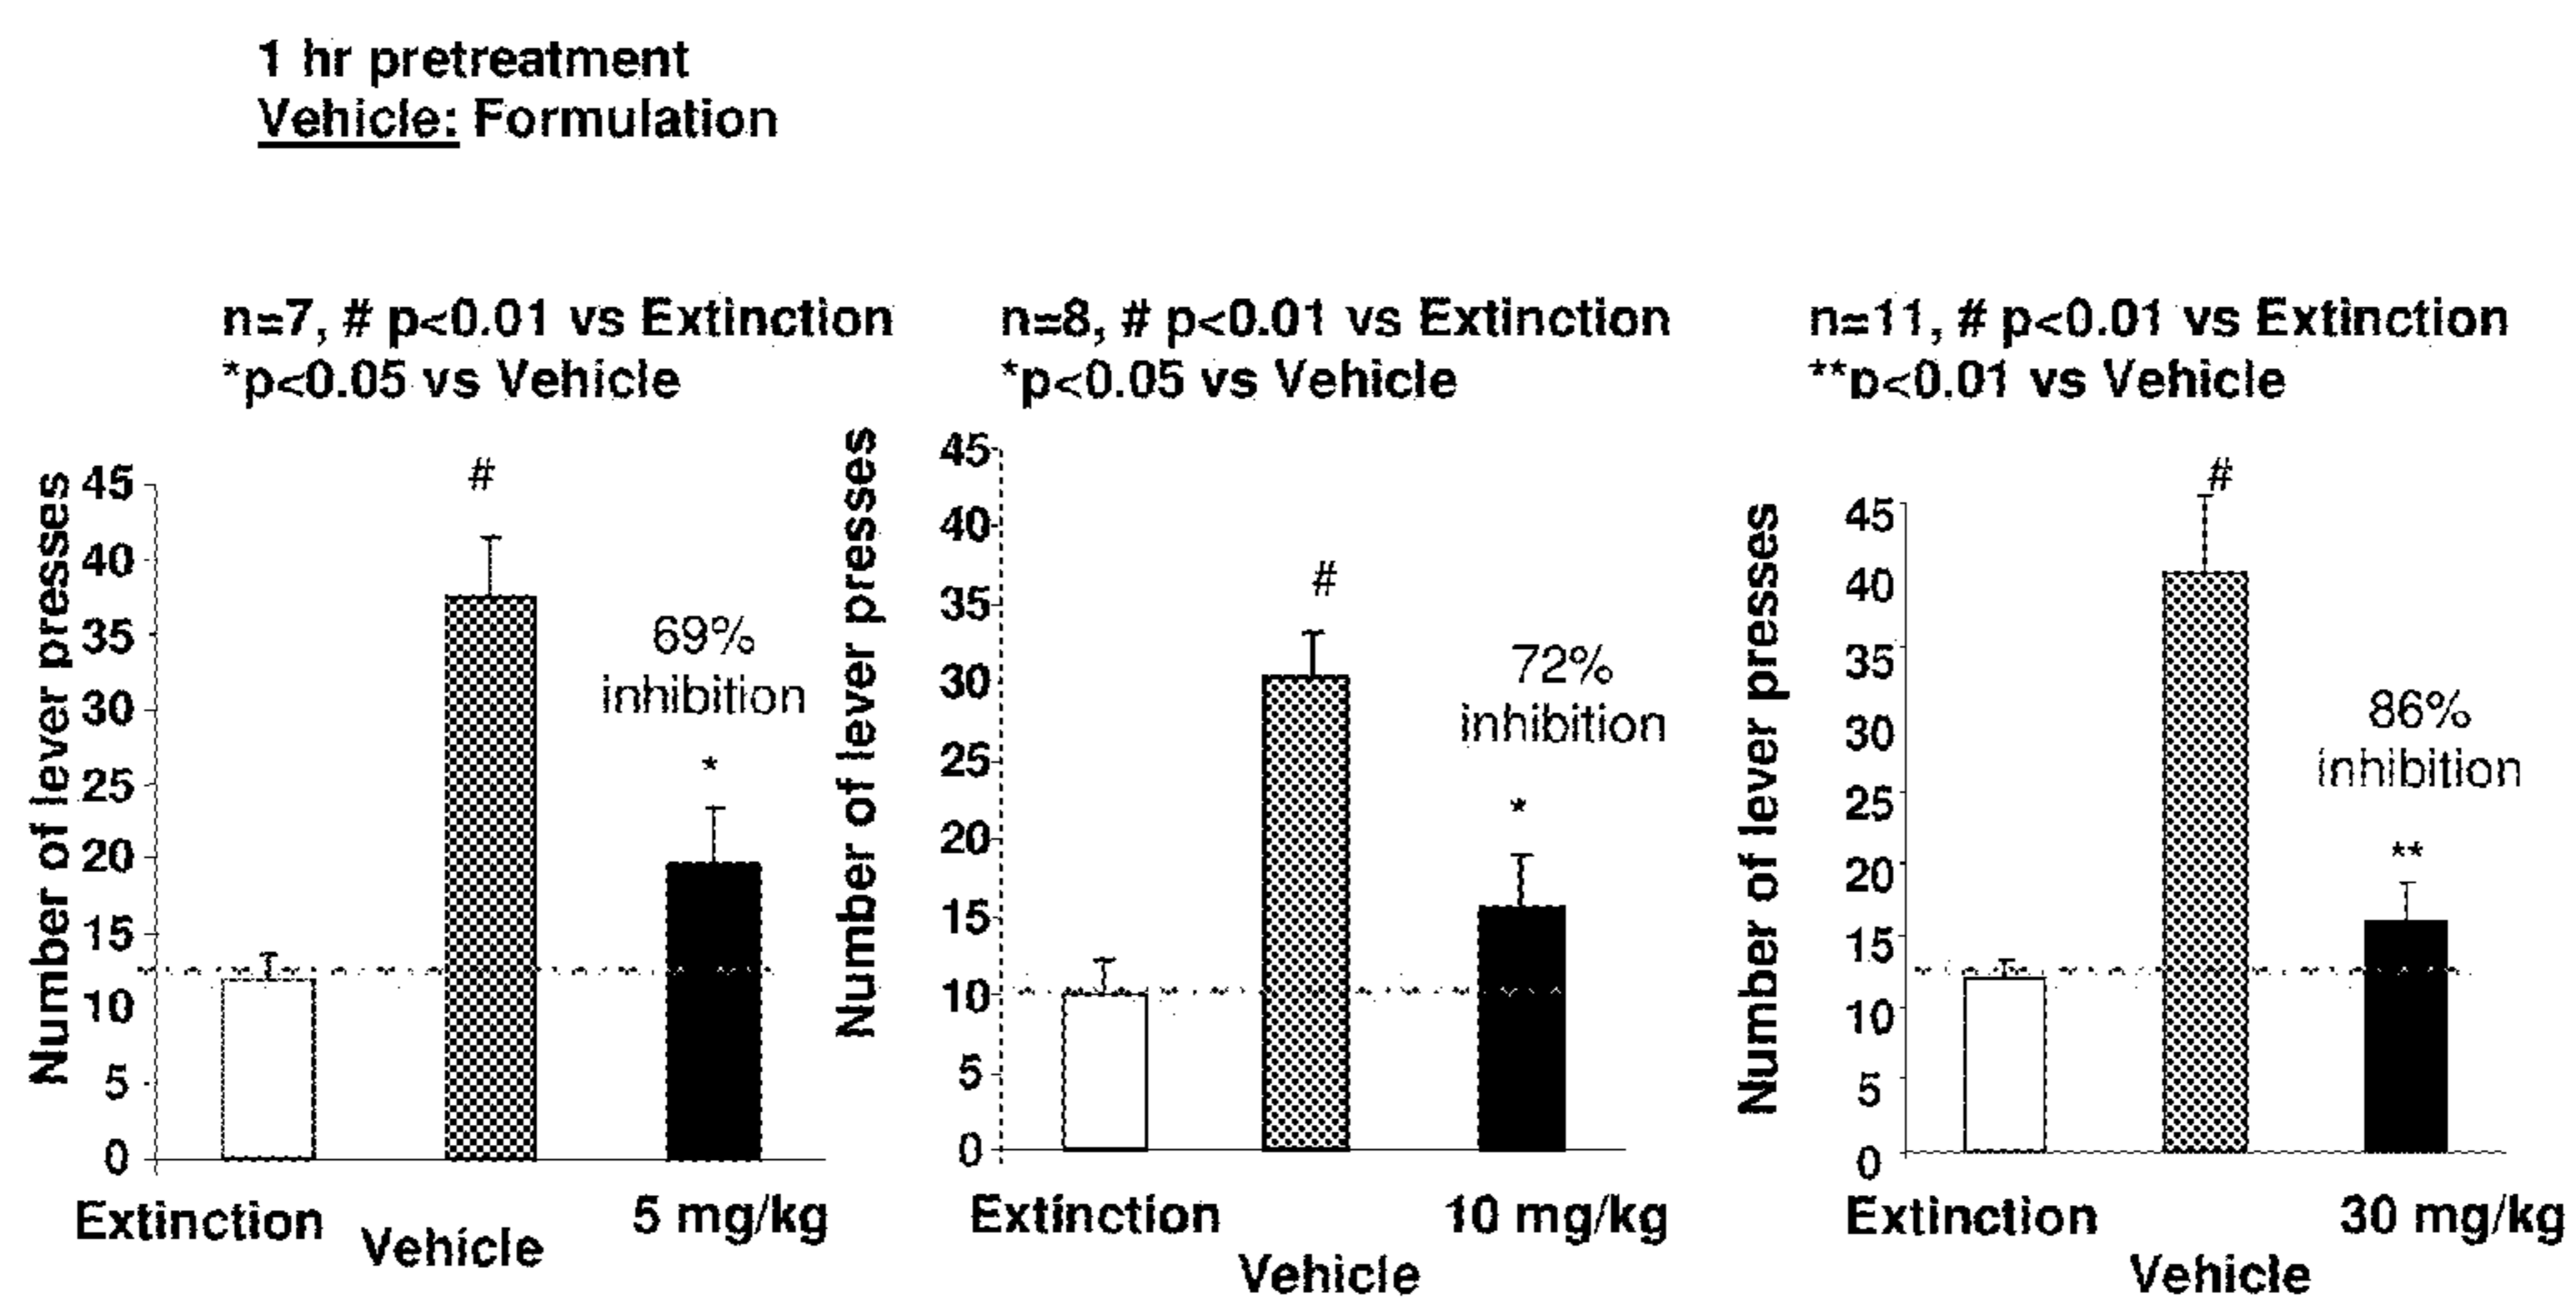 1 hr pretreatment
Vehicle: Formulation
n=7, # p<0.01 vs Extinction
*p<0.05 vs Vehicle
Number of lever presses
45
40
35
30
25
20
15
10
5
0
#
69%
inhibition
*
Extinction
Vehicle
5 mg/kg
n=8, # p<0.01 vs Extinction
*p<0.05 vs Vehicle
Number of lever presses
45
40
35
30
25
20
15
10
5
0
#
72%
inhibition
*
Extinction
Vehicle
10 mg/kg
n=11, # p<0.01 vs Extinction
**p<0.01 vs Vehicle
Number of lever presses
45
40
35
30
25
20
15
10
5
0
#
86%
inhibition
**
Extinction
Vehicle
30 mg/kg